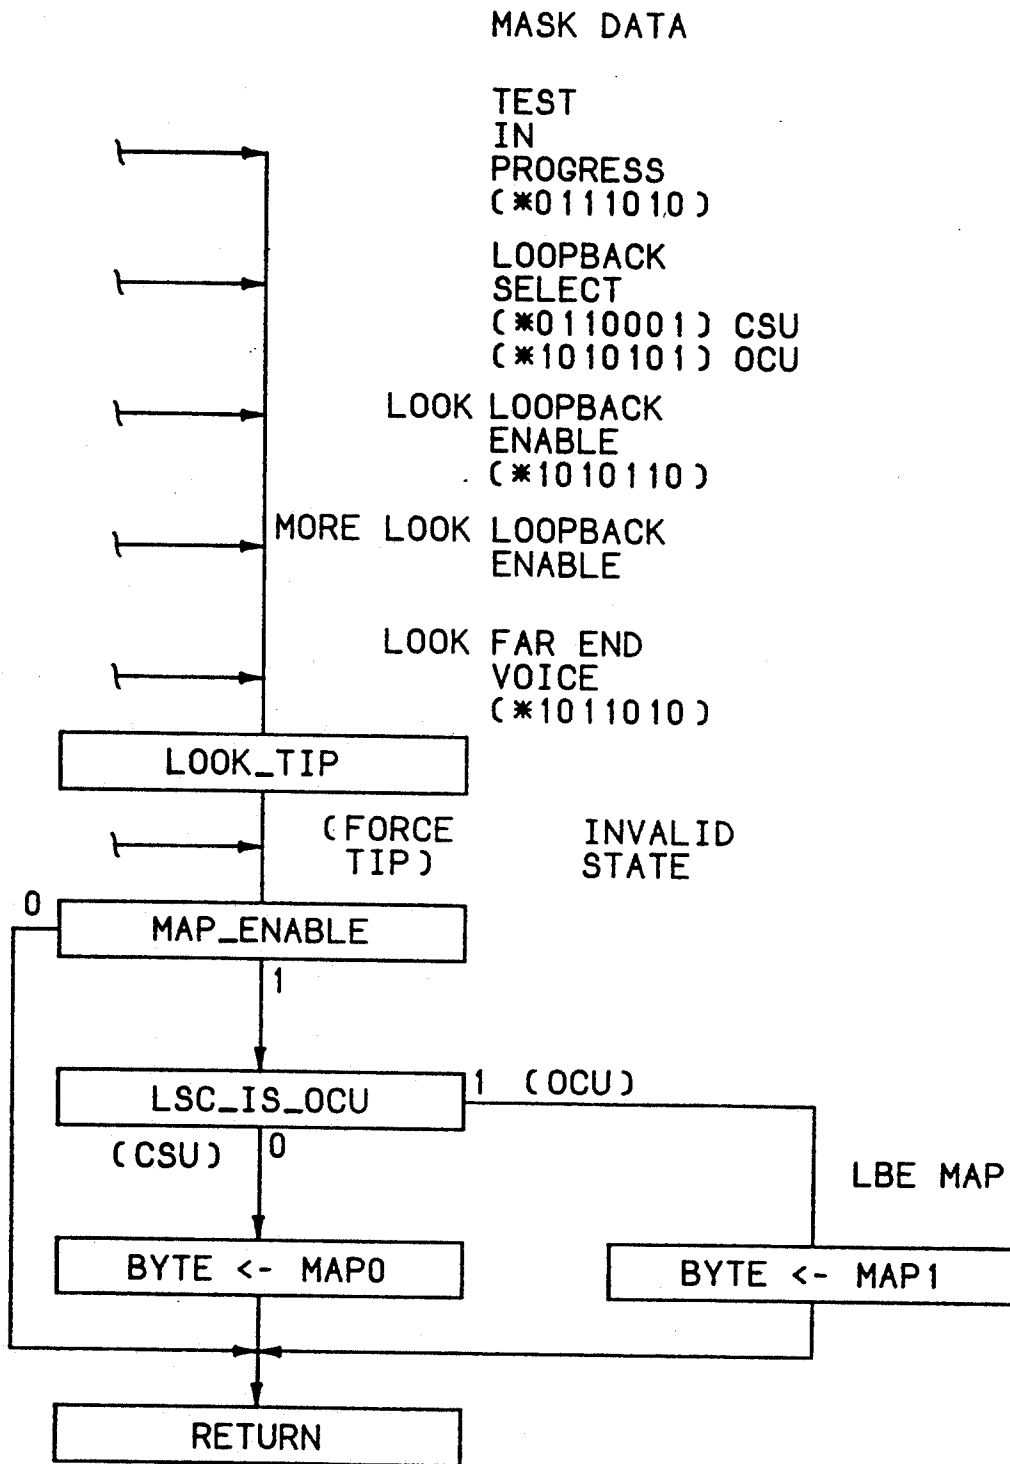 MASK DATA
TEST
IN
PROGRESS
(*0111010)
LOOPBACK
SELECT
(*0110001) CSU
(*1010101) OCU
LOOK LOOPBACK
ENABLE
(*1010110)
MORE LOOK LOOPBACK
ENABLE
LOOK FAR END
VOICE
(*1011010)
LOOK_TIP
(FORCE
TIP)
INVALID
STATE
0
MAP_ENABLE
1
LSC_IS_OCU
1 (OCU)
(CSU) 0
LBE MAP
BYTE <- MAP0
BYTE <- MAP1
RETURN